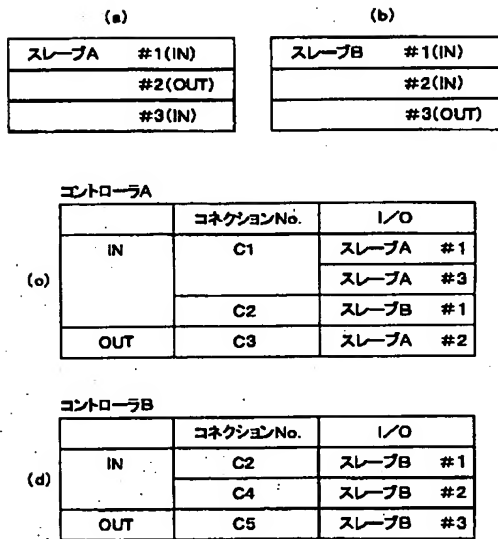 (a)
スレーブA #1(IN)
#2(OUT)
#3(IN)
(b)
スレーブB #1(IN)
#2(IN)
#3(OUT)
(c)
コントローラA
コネクションNo. I/O
IN C1 スレーブA #1
スレーブA #3
C2 スレーブB #1
OUT C3 スレーブA #2
(d)
コントローラB
コネクションNo. I/O
IN C2 スレーブB #1
C4 スレーブB #2
OUT C5 スレーブB #3